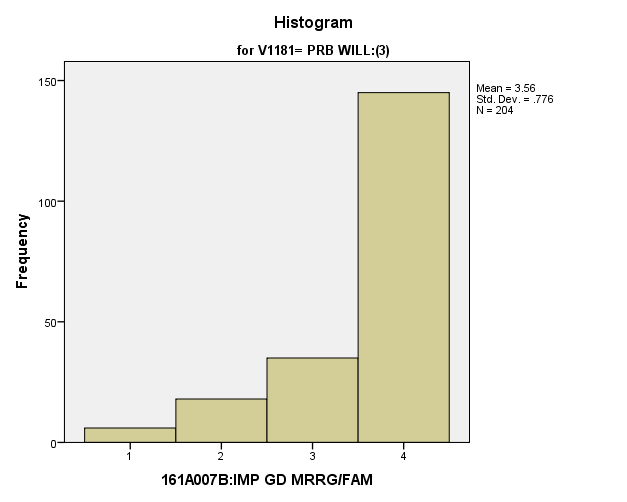 Histogram
for V1181= PRB WILL:(3)
Mean = 3.56
Std. Dev. = .776
N = 204
Frequency
150
100
50
0
1 2 3 4
161A007B:IMP GD MRRG/FAM